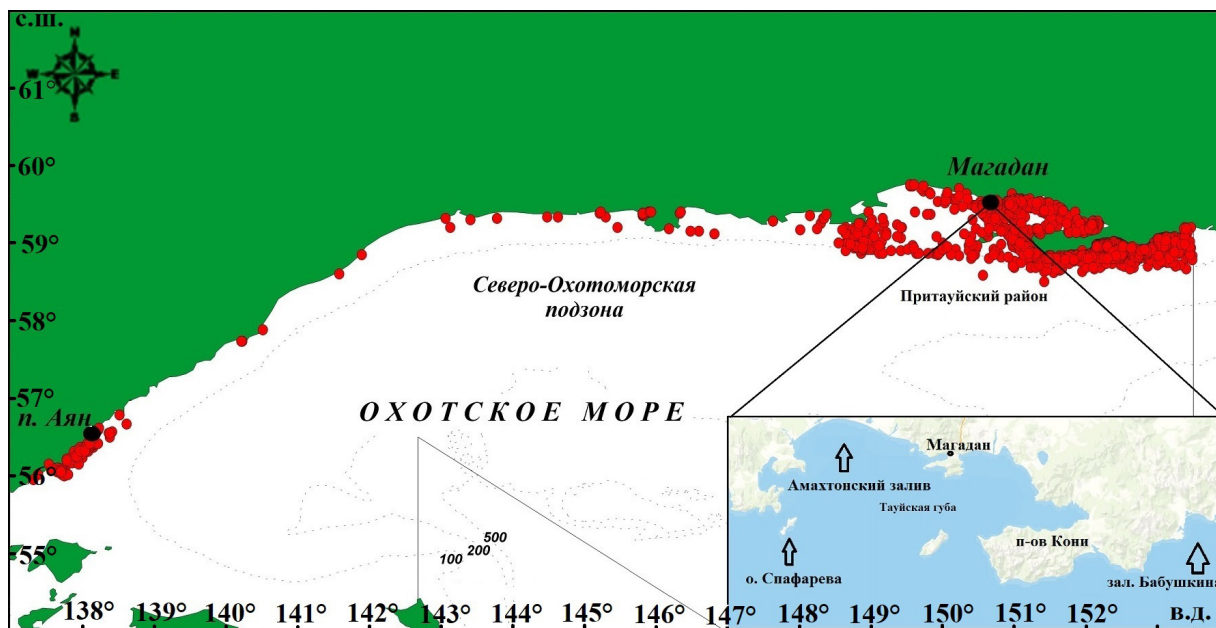 с.ш.
N
W E
S
61°
60°
59°
58°
57°
56°
55°
Магадан
Северо-Охотоморская
подзона
Притауйский район
п. Аян
ОХОТСКОЕ МОРЕ
500
200
100
Магадан
Амахтонский залив
Тауйская губа
п-ов Кони
о. Спафарева
зал. Бабушкина
138° 139° 140° 141° 142° 143° 144° 145° 146° 147° 148° 149° 150° 151° 152° в.д.